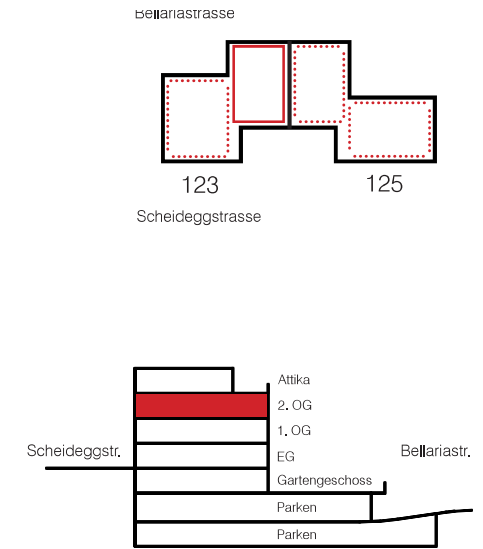 Bellariastrasse
123
125
Scheideggstrasse
Attika
2. OG
1. OG
Scheideggstr.
EG
Bellariastr.
Gartengeschoss
Parken
Parken